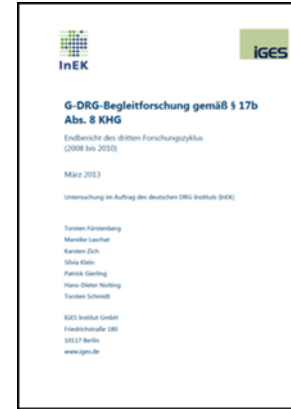 InEK
IGES
G-DRG-Begleitforschung gemäß § 17b
Abs. 8 KHG
Endbericht des dritten Forschungszyklus
(2008 bis 2010)
März 2013
Untersuchung im Auftrag des deutschen DRG-Instituts (InEK)
Torsten Fürstenberg
Mareike Laschat
Karsten Zich
Silvia Klein
Patrick Gierling
Hans-Dieter Nolting
Torsten Schmidt
IGES Institut GmbH
Friedrichstraße 180
10117 Berlin
www.iges.de